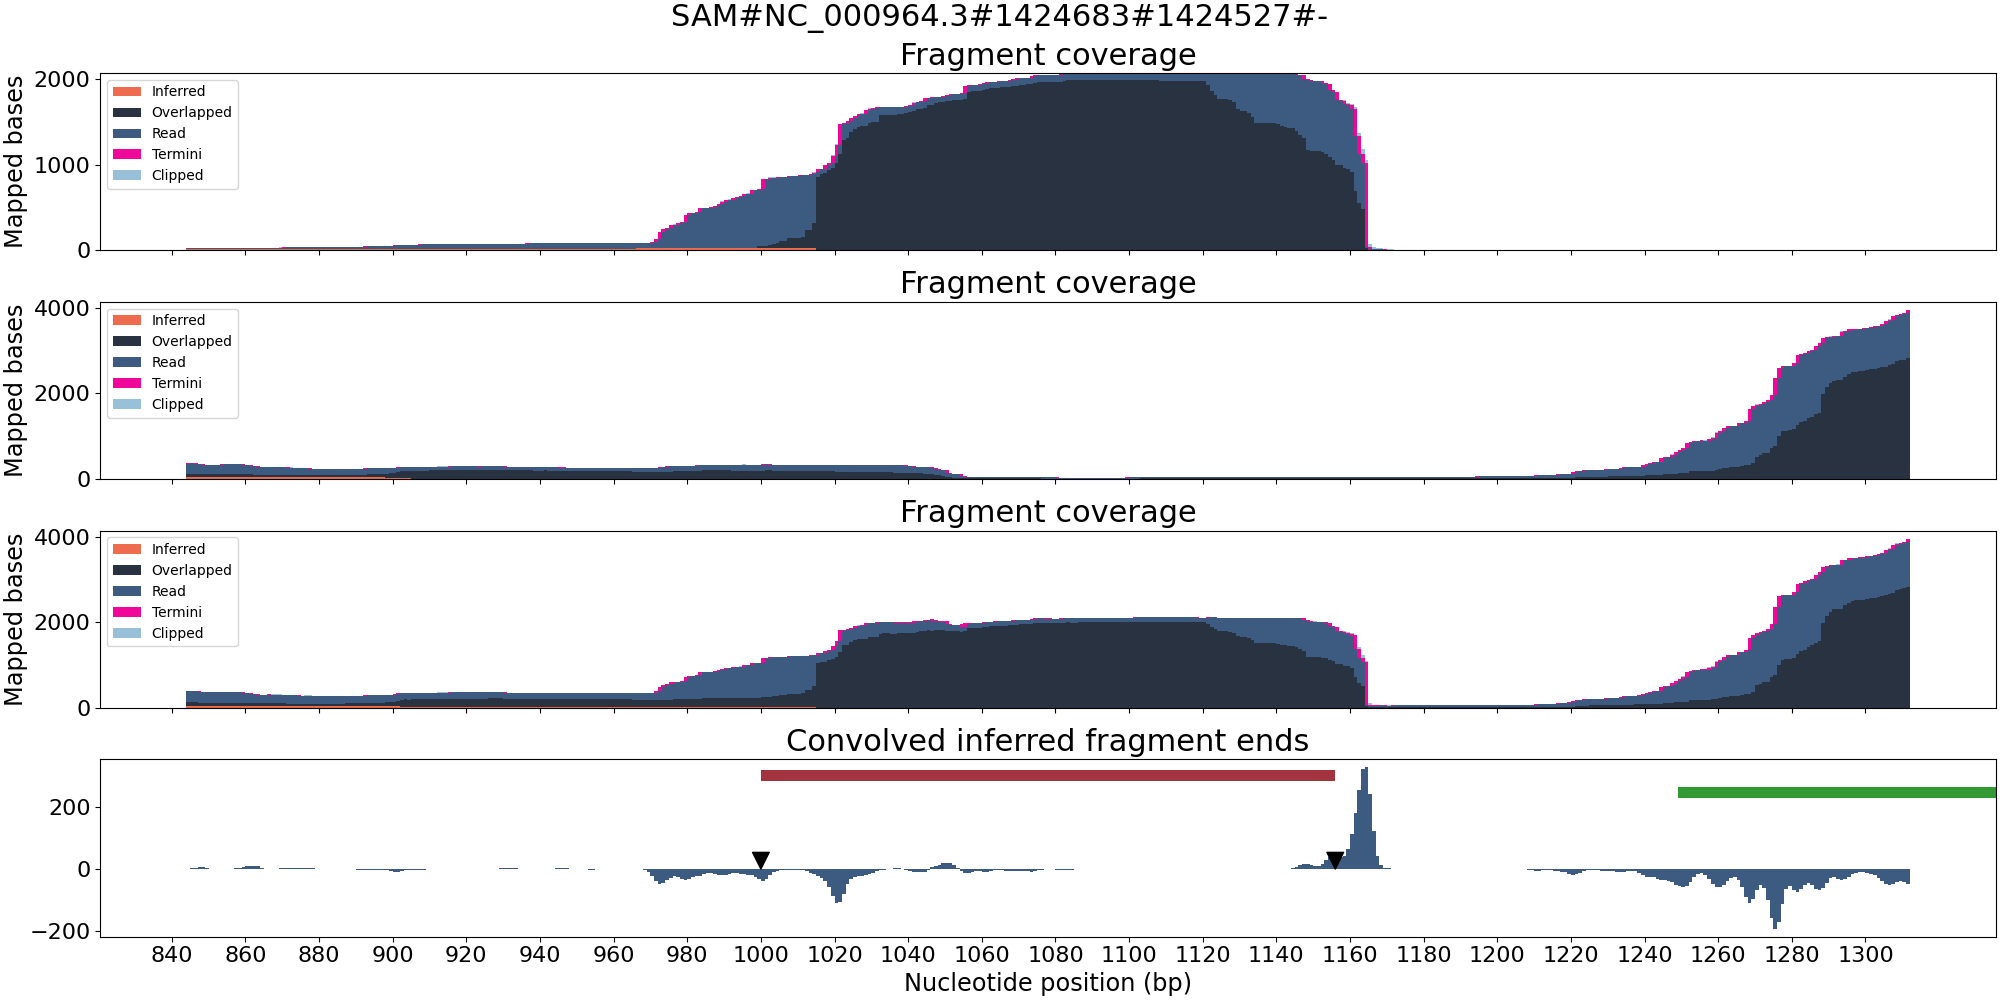 SAM#NC_000964.3#1424683#1424527#-
Fragment coverage
Mapped bases
2000
1000
0
Inferred
Overlapped
Read
Termini
Clipped
Fragment coverage
Mapped bases
4000
2000
0
Inferred
Overlapped
Read
Termini
Clipped
Fragment coverage
Mapped bases
4000
2000
0
Inferred
Overlapped
Read
Termini
Clipped
Convolved inferred fragment ends
200
0
−200
840 860 880 900 920 940 960 980 1000 1020 1040 1060 1080 1100 1120 1140 1160 1180 1200 1220 1240 1260 1280 1300
Nucleotide position (bp)